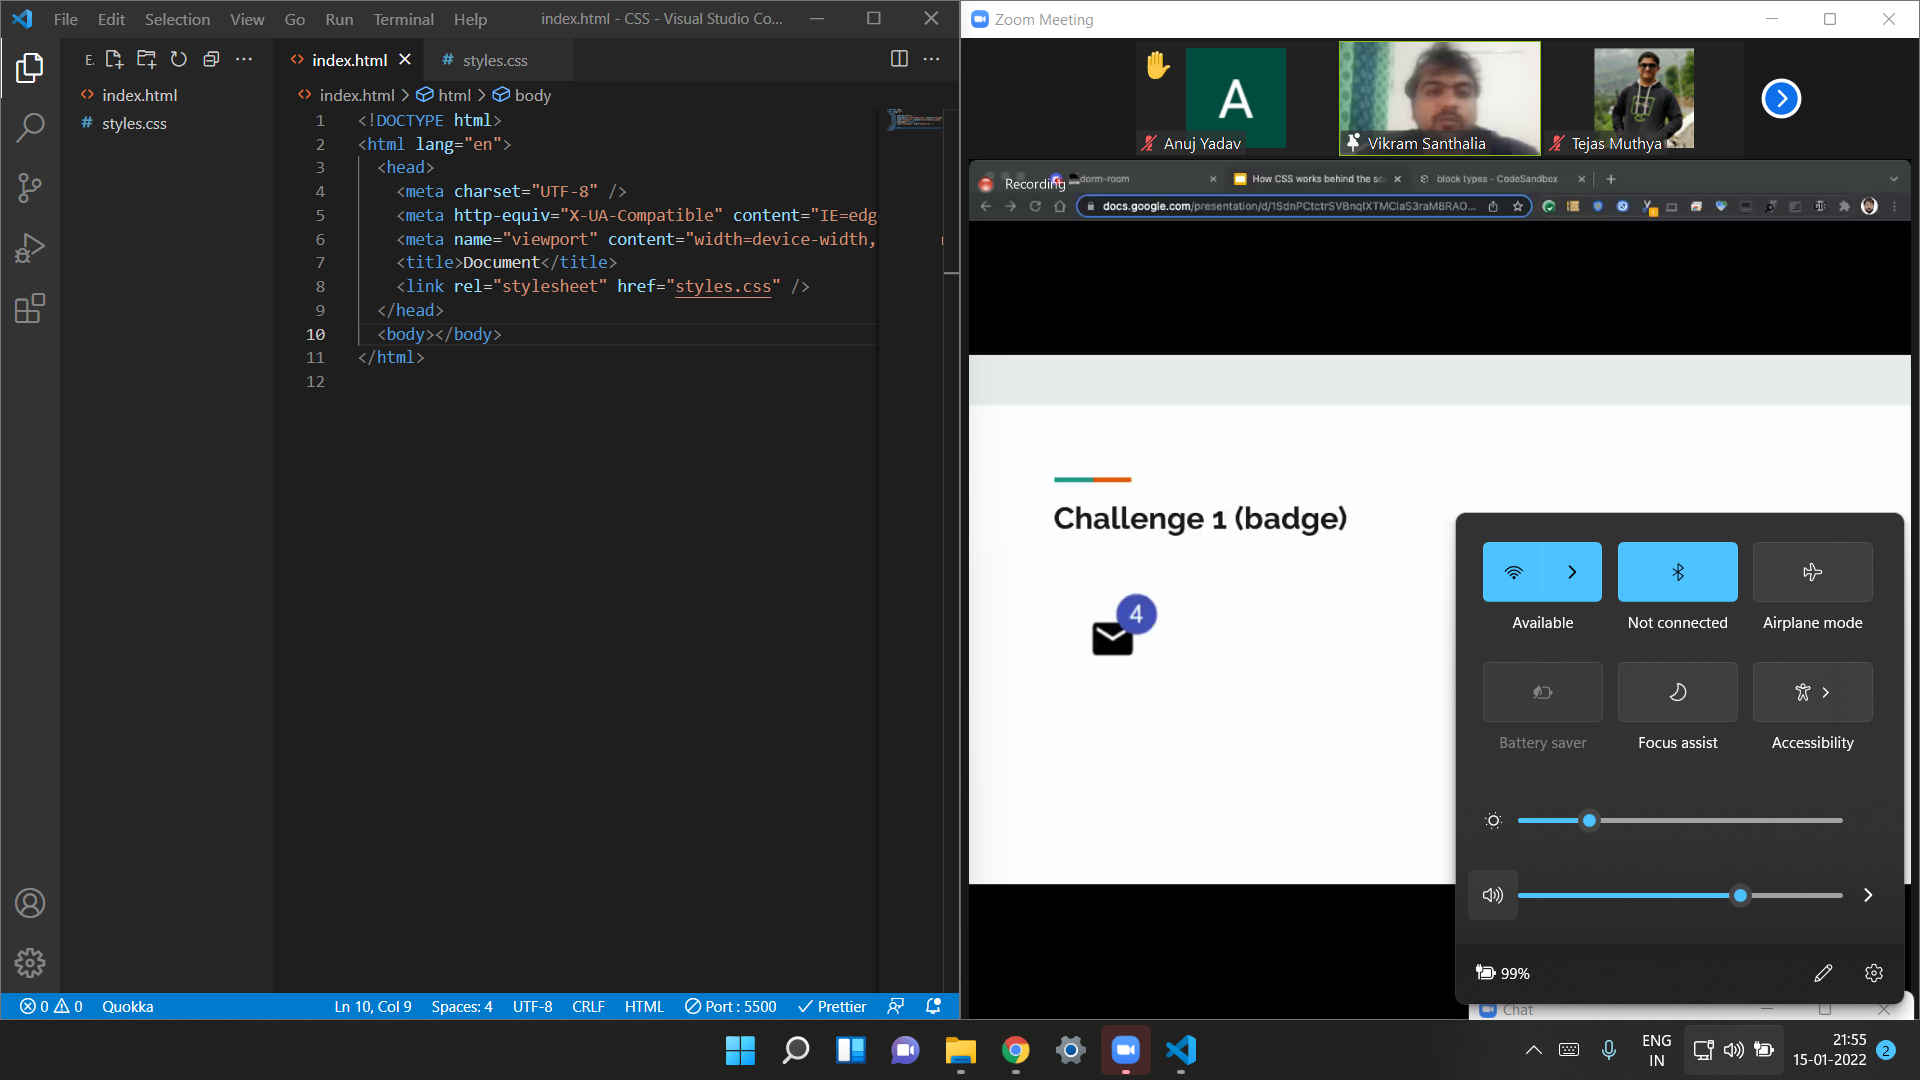 File Edit Selection View Go Run Terminal Help
index.html - CSS - Visual Studio Co...
E.
index.html
styles.css
index.html
styles.css
index.html > html > body
1 <!DOCTYPE html>
2 <html lang="en">
3 <head>
4 <meta charset="UTF-8" />
5 <meta http-equiv="X-UA-Compatible" content="IE=edge
6 <meta name="viewport" content="width=device-width,
7 <title>Document</title>
8 <link rel="stylesheet" href="styles.css" />
9 </head>
10 <body></body>
11 </html>
12
0 0 Quokka
Ln 10, Col 9 Spaces: 4 UTF-8 CRLF HTML Port : 5500 Prettier
Zoom Meeting
A
Anuj Yadav
Vikram Santhalia
Tejas Muthya
Recording
dorm-room
How CSS works behind the sc
block types - CodeSandbox
Challenge 1 (badge)
4
Available
Not connected
Airplane mode
Battery saver
Focus assist
Accessibility
99%
Chat
ENG
IN
21:55
15-01-2022
2